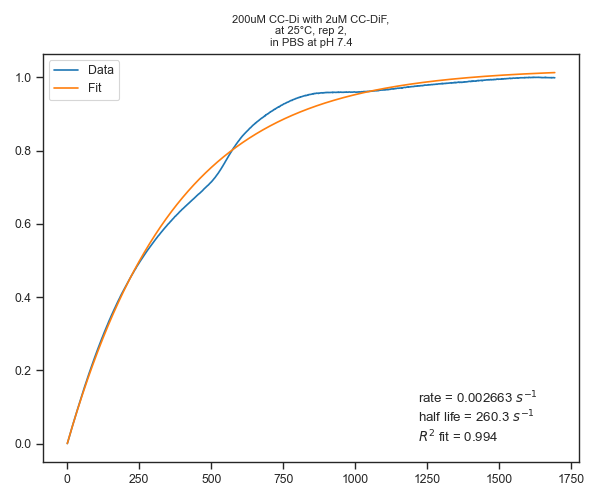 200uM CC-Di with 2uM CC-DiF,
at 25°C, rep 2,
in PBS at pH 7.4
Data
Fit
1.0
0.8
0.6
0.4
0.2
0.0
rate = 0.002663 s⁻¹
half life = 260.3 s⁻¹
R² fit = 0.994
0 250 500 750 1000 1250 1500 1750